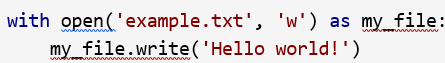 with open('example.txt', 'w') as my_file:
    my_file.write('Hello world!')